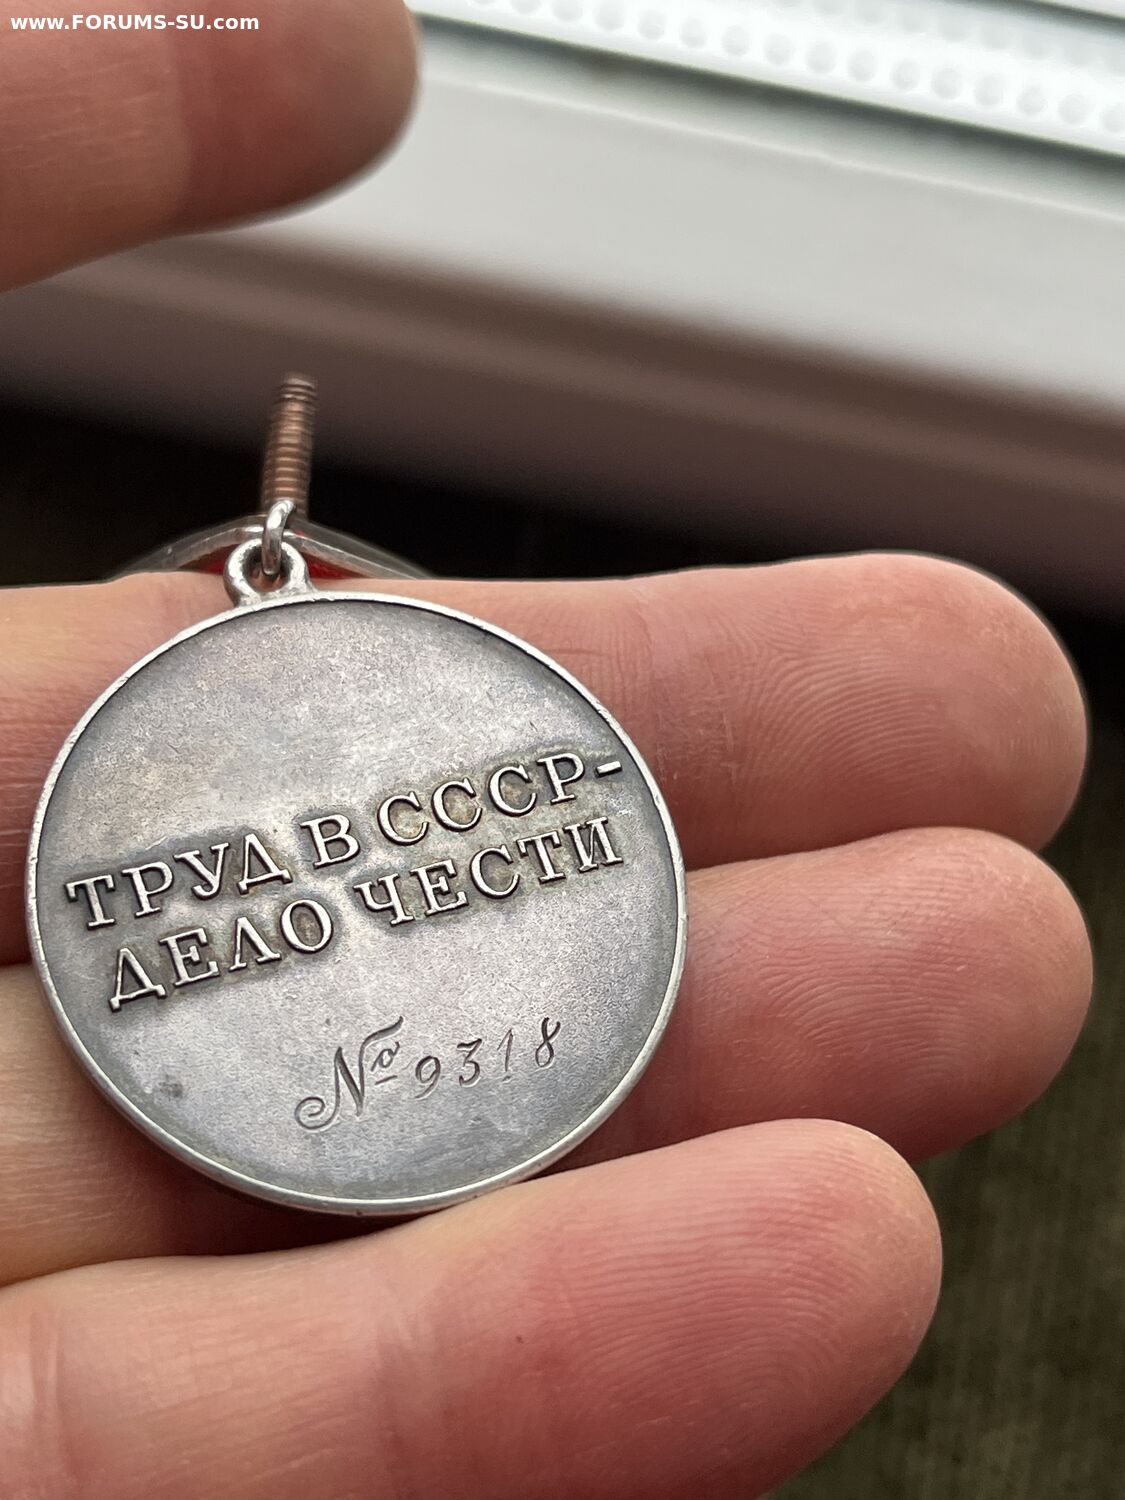 www.FORUMS-SU.com
ТРУД В СССР-
ДЕЛО ЧЕСТИ
№ 9318